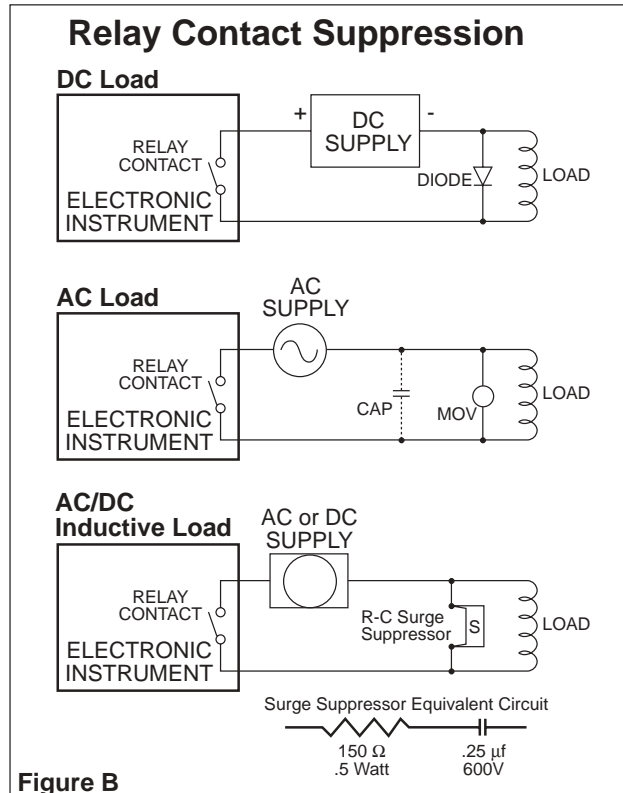 Relay Contact Suppression
DC Load
RELAY
CONTACT
ELECTRONIC
INSTRUMENT
+
DC
SUPPLY
-
DIODE
LOAD
AC Load
AC
SUPPLY
RELAY
CONTACT
ELECTRONIC
INSTRUMENT
CAP
MOV
LOAD
AC/DC
Inductive Load
AC or DC
SUPPLY
RELAY
CONTACT
ELECTRONIC
INSTRUMENT
R-C Surge
Suppressor
S
LOAD
Surge Suppressor Equivalent Circuit
150 Ω
.5 Watt
.25 µf
600V
Figure B